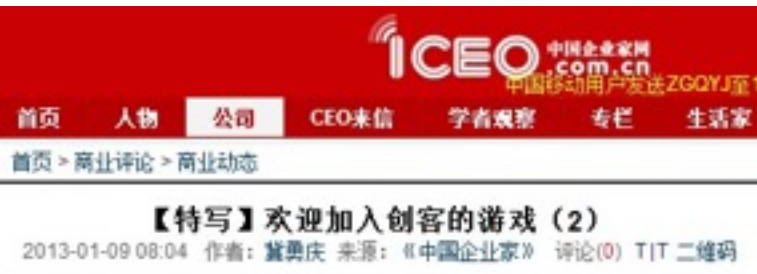 iCEO 中国企业家网
.com.cn
中国移动用户发送ZGQYJ至1
首页 人物 公司 CEO来信 学者观察 专栏 生活家
首页 > 商业评论 > 商业动态
【特写】欢迎加入创客的游戏（2）
2013-01-09 08:04 作者：冀勇庆 来源：《中国企业家》 评论(0) T|T 二维码